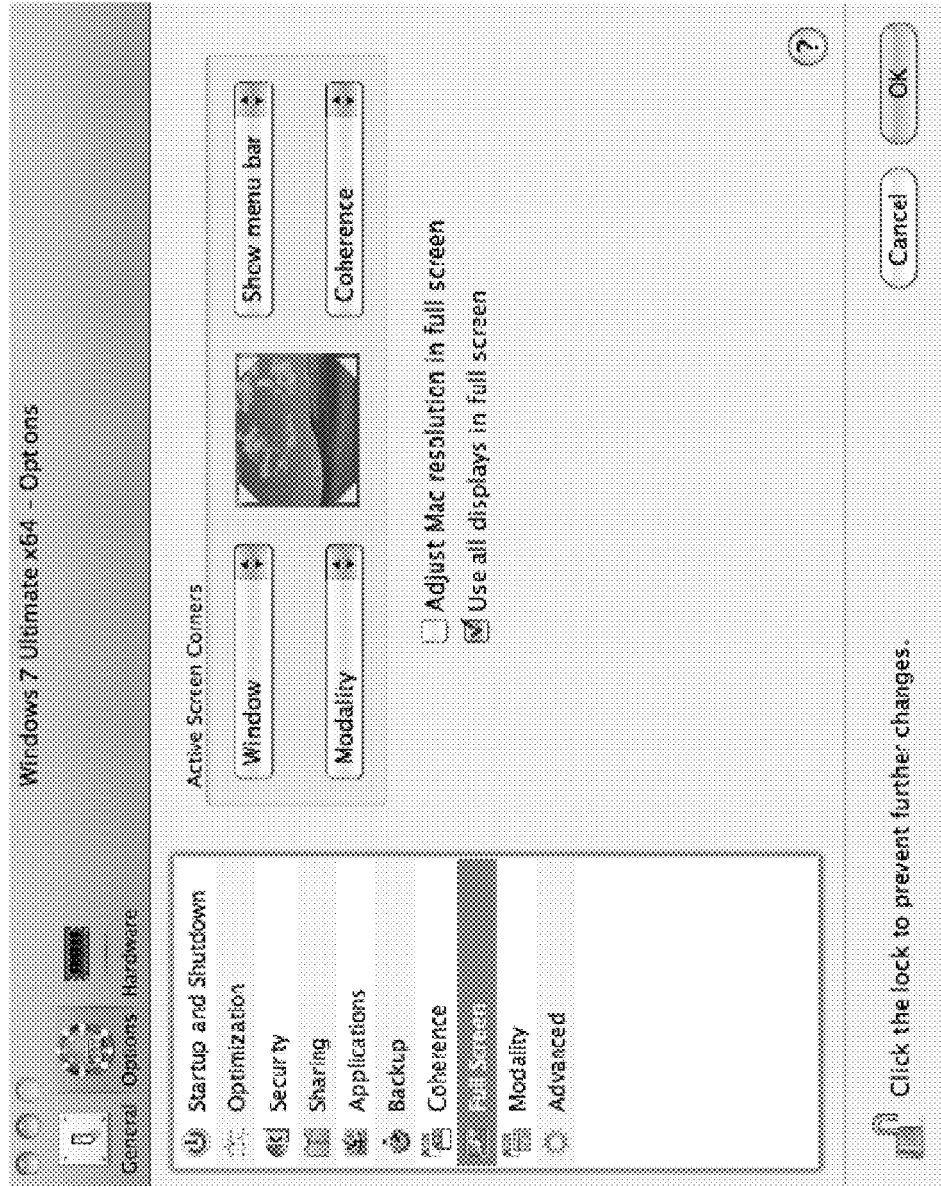 Windows 7 Ultimate x64 – Options
General Options Hardware
Startup and Shutdown
Optimization
Security
Sharing
Applications
Backup
Coherence
Full Screen
Modality
Advanced
Active Screen Corners
Window
Show menu bar
Modality
Coherence
Adjust Mac resolution in full screen
Use all displays in full screen
?
Click the lock to prevent further changes.
Cancel
OK